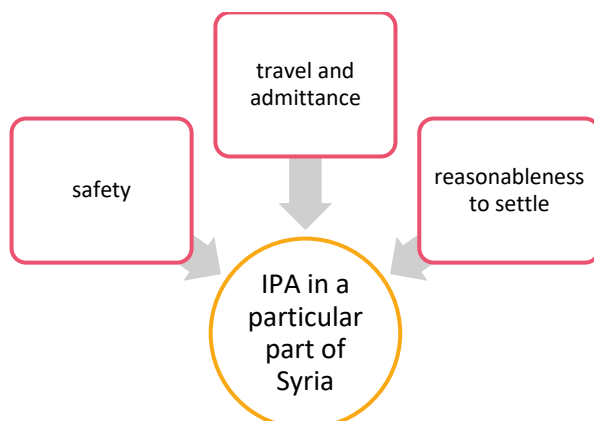 travel and
admittance
safety
reasonableness
to settle
IPA in a
particular
part of
Syria